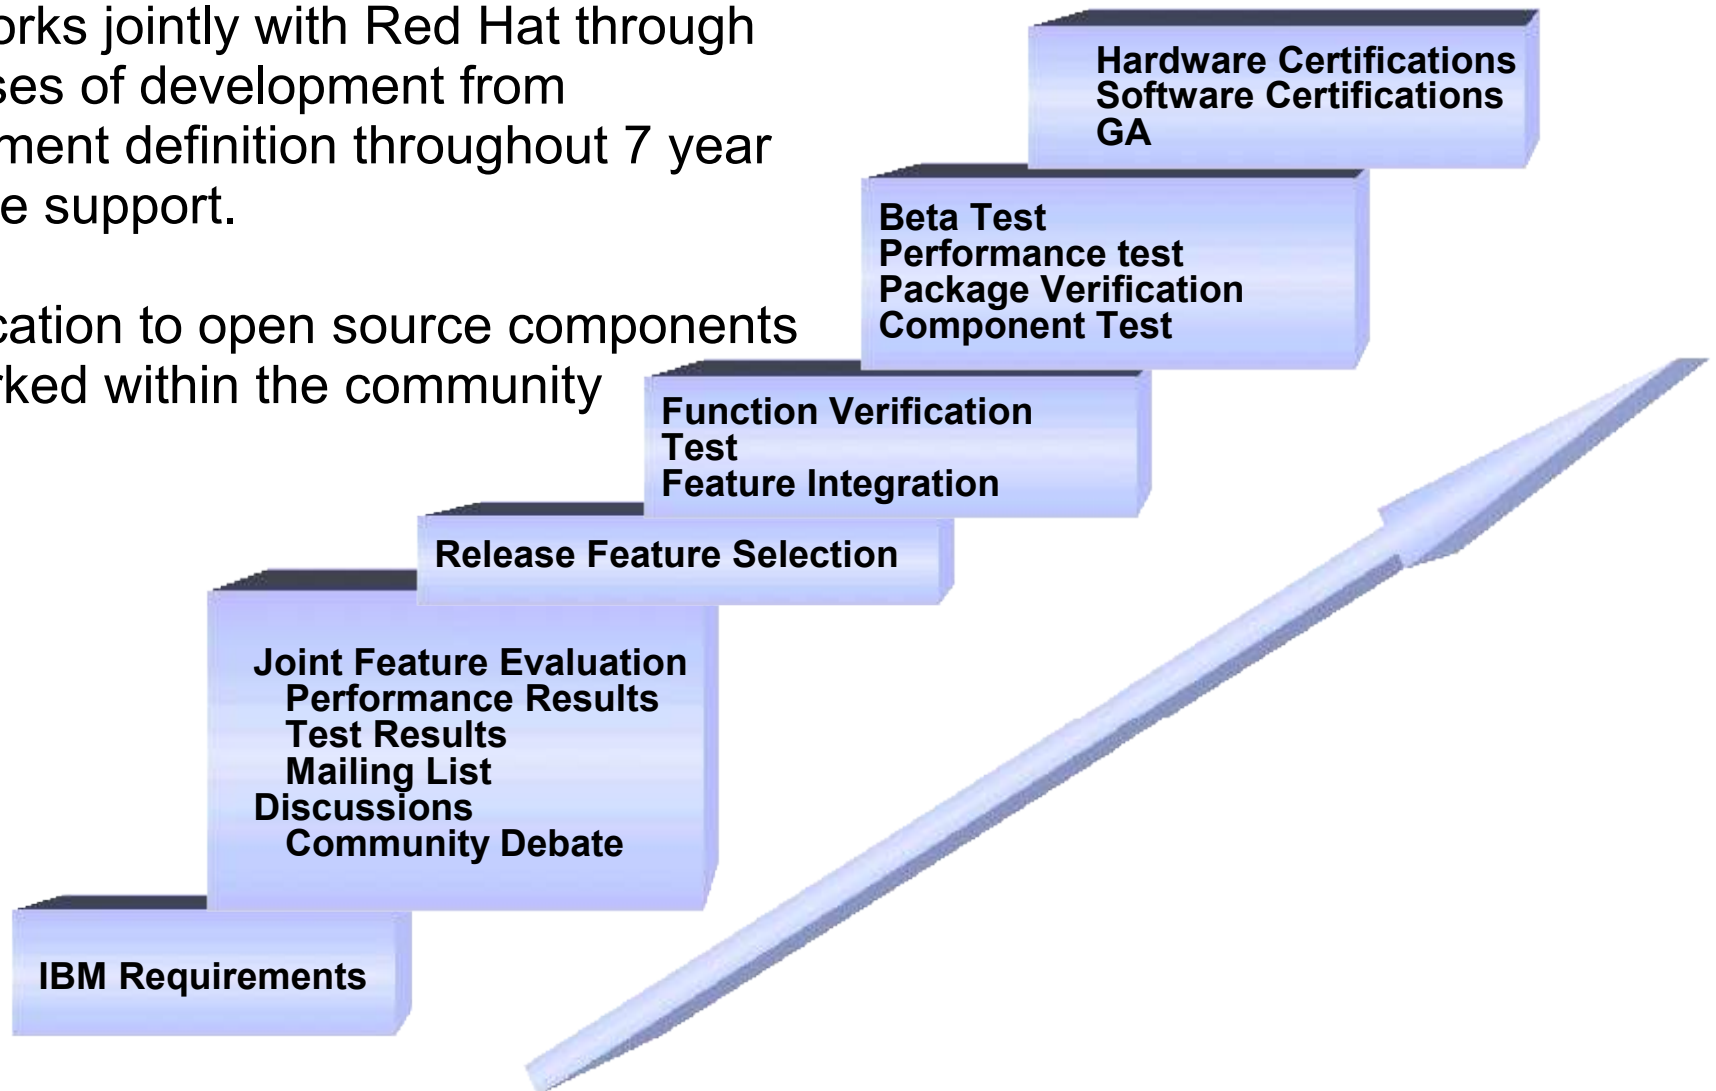 orks jointly with Red Hat through
ses of development from
ment definition throughout 7 year
e support.
cation to open source components
rked within the community
Hardware Certifications
Software Certifications
GA
Beta Test
Performance test
Package Verification
Component Test
Function Verification
Test
Feature Integration
Release Feature Selection
Joint Feature Evaluation
Performance Results
Test Results
Mailing List
Discussions
Community Debate
IBM Requirements